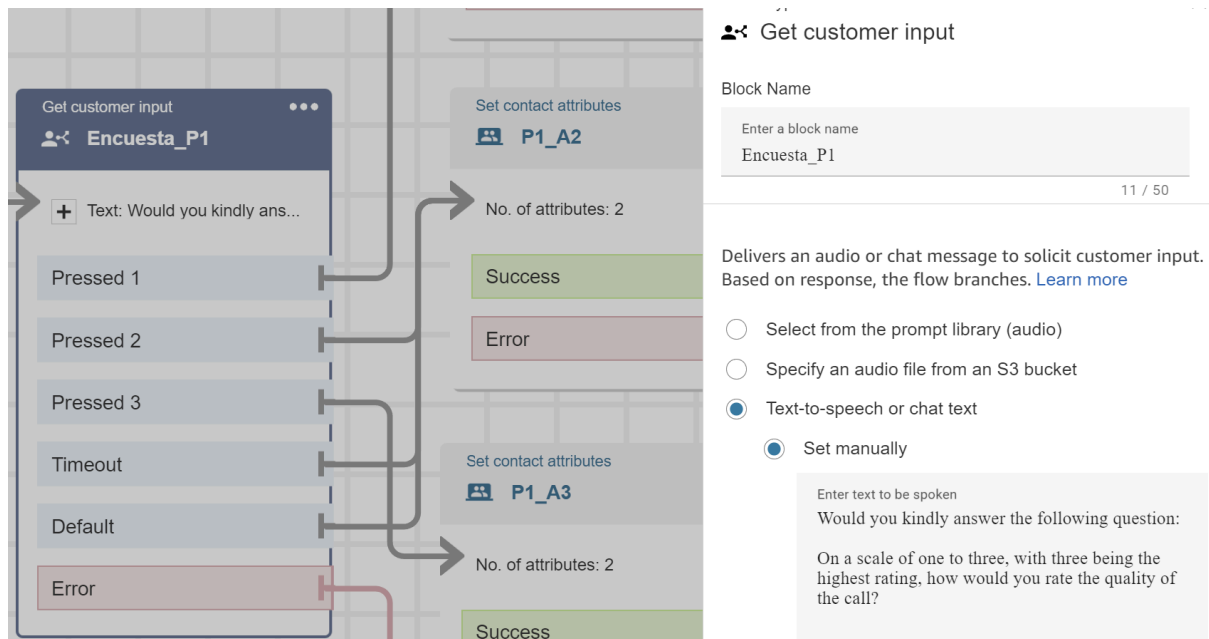 Get customer input
Encuesta_P1
Text: Would you kindly ans...
Pressed 1
Pressed 2
Pressed 3
Timeout
Default
Error
Set contact attributes
P1_A2
No. of attributes: 2
Success
Error
Set contact attributes
P1_A3
No. of attributes: 2
Success
Get customer input
Block Name
Enter a block name
Encuesta_P1
11 / 50
Delivers an audio or chat message to solicit customer input.
Based on response, the flow branches. Learn more
Select from the prompt library (audio)
Specify an audio file from an S3 bucket
Text-to-speech or chat text
Set manually
Enter text to be spoken
Would you kindly answer the following question:
On a scale of one to three, with three being the
highest rating, how would you rate the quality of
the call?